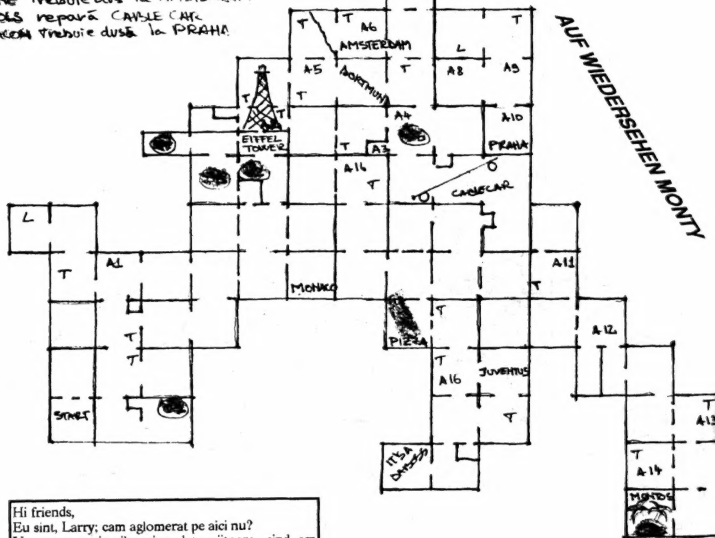 repară CABLE CAR
trebuie dusă la PRAHA
AUF WIEDERSEHEN MONTY
T
A6
T
AMSTERDAM
L
A5
DORTMUND
T
A8
A9
T
T
T
A4
A10
EIFFEL
TOWER
T
A3
PRAHA
A16
T
CABLECAR
L
T
A1
A11
MONACO
T
T
T
T
PIZZA
A12
T
A16
JUVENTUS
START
T
T
A13
IT'S A
T
A14
Hi friends,
Eu sint, Larry; cam aglomerat pe aici nu?